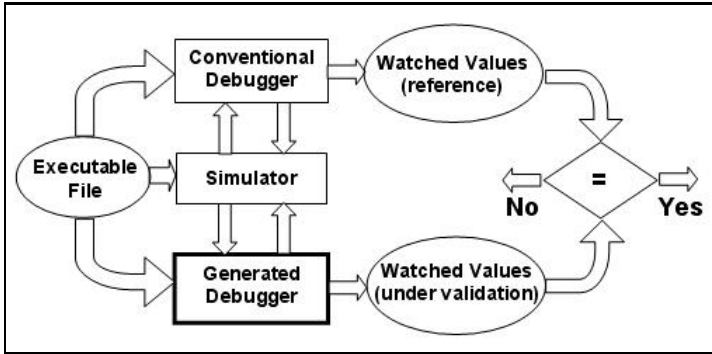 Conventional
Debugger
Watched Values
(reference)
Executable
File
Simulator
=
No
Yes
Generated
Debugger
Watched Values
(under validation)